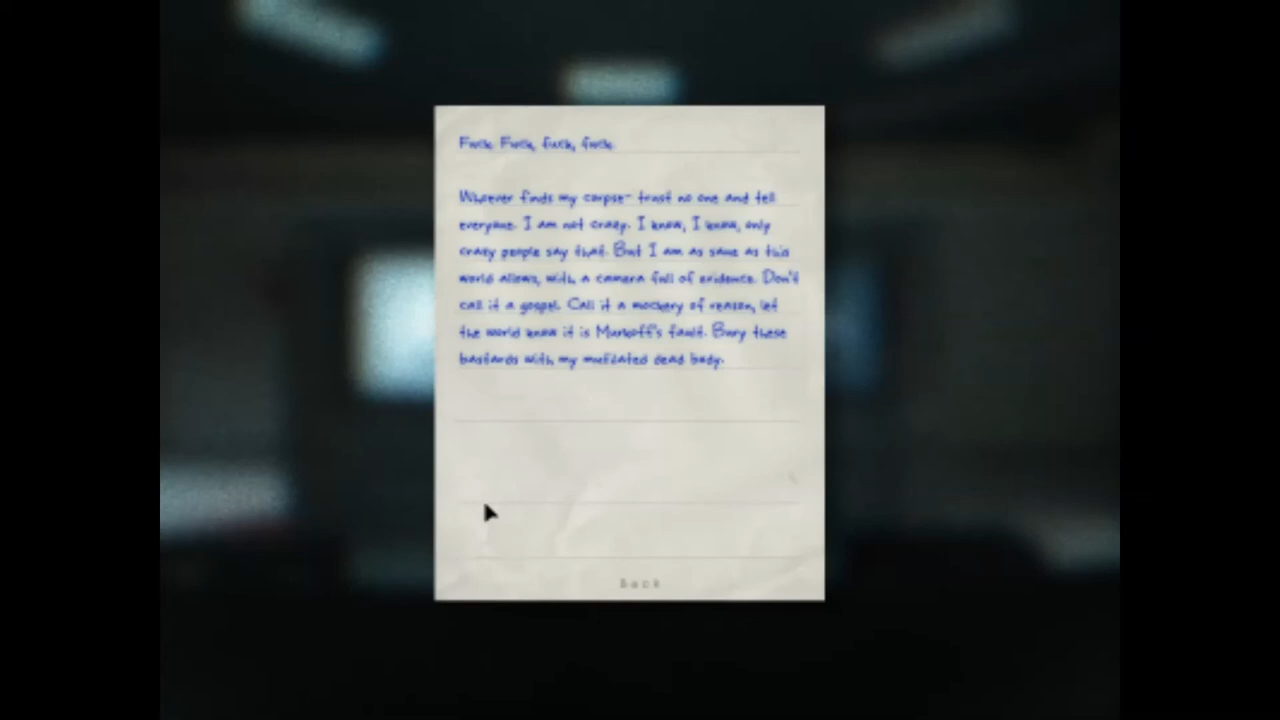 Fuck. Fuck, fuck, fuck.
Whoever finds my corpse- trust no one and tell
everyone. I am not crazy. I know, I know, only
crazy people say that. But I am as sane as this
world allows, with a camera full of evidence. Don't
call it a gospel. Call it a mockery of reason, let
the world know it is Murkoff's fault. Bury these
bastards with my mutilated dead body.
Back